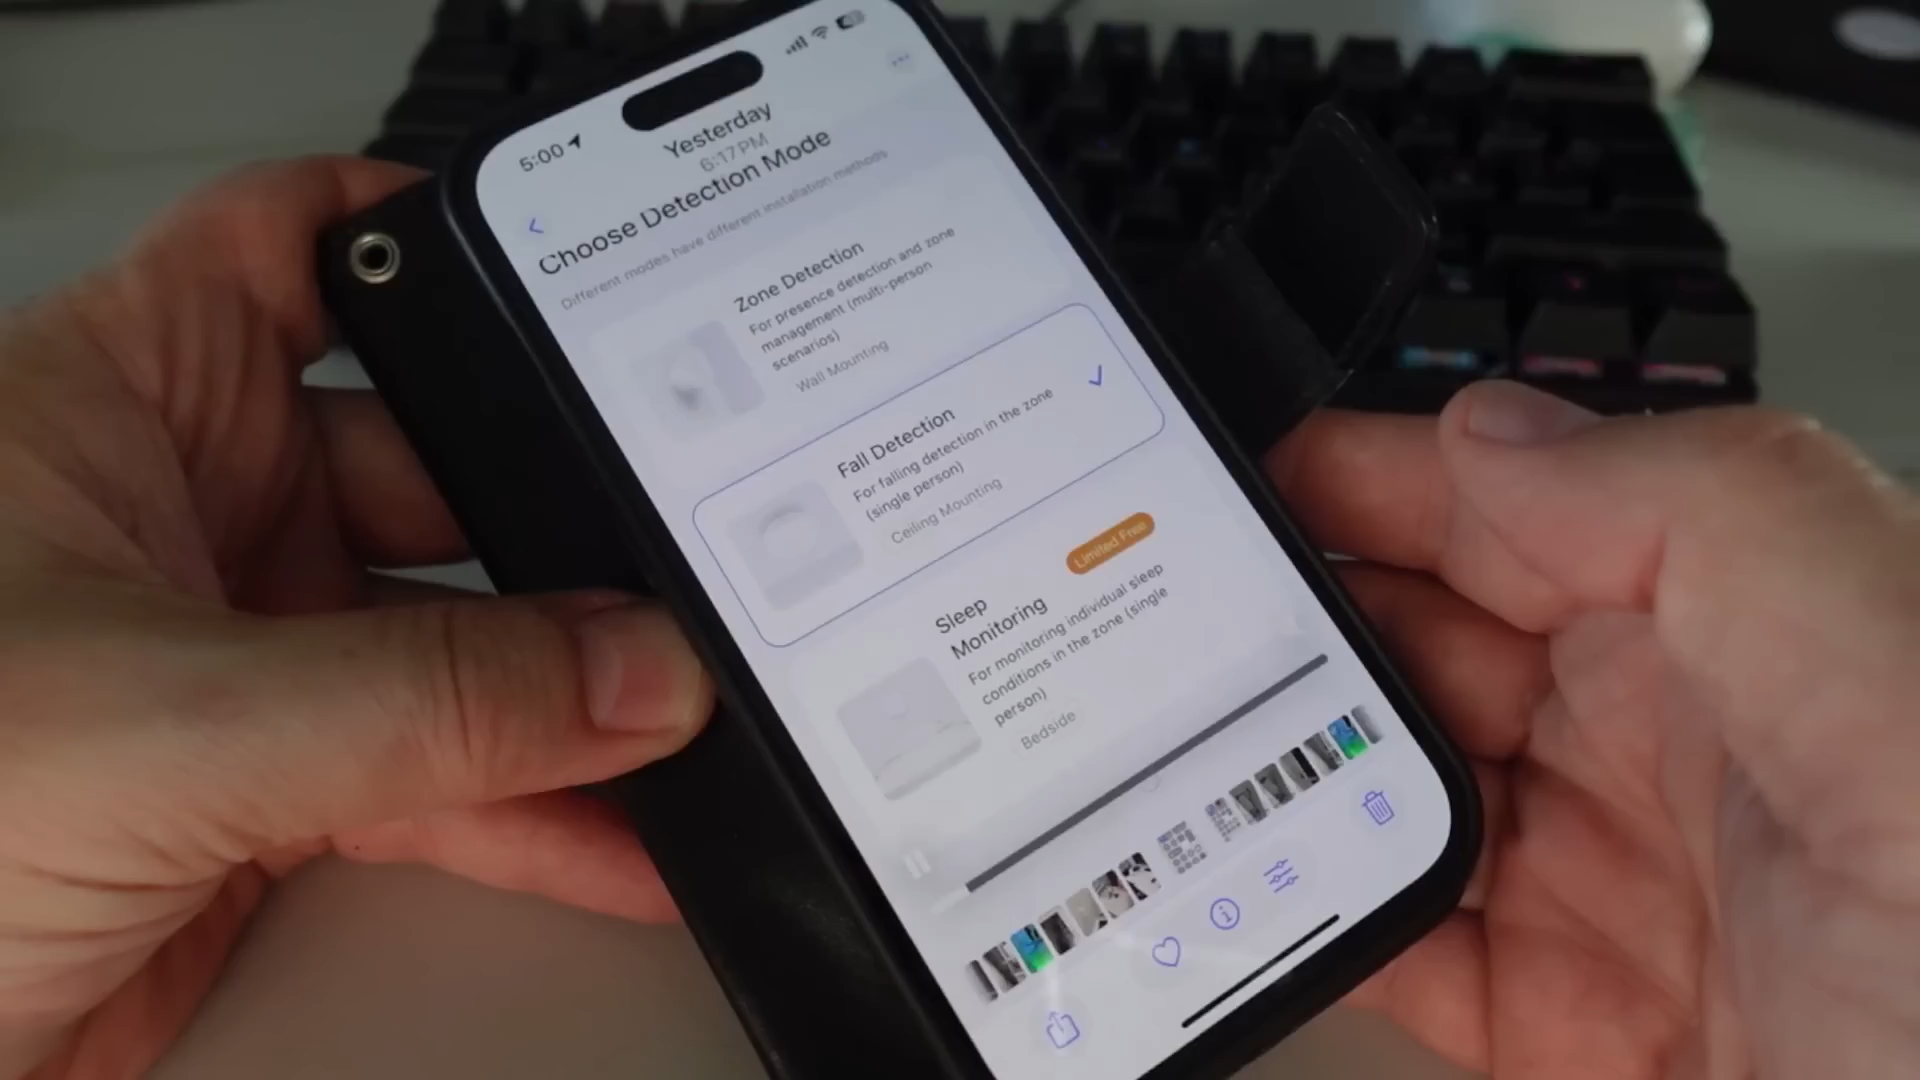 5:00
Yesterday
6:17 PM
Choose Detection Mode
Different modes have different installation methods
Zone Detection
For presence detection and zone
management (multi-person
scenarios)
Wall Mounting
Fall Detection
For falling detection in the zone
(single person)
Ceiling Mounting
Limited Free
Sleep
Monitoring
For monitoring individual sleep
conditions in the zone (single
person)
Bedside